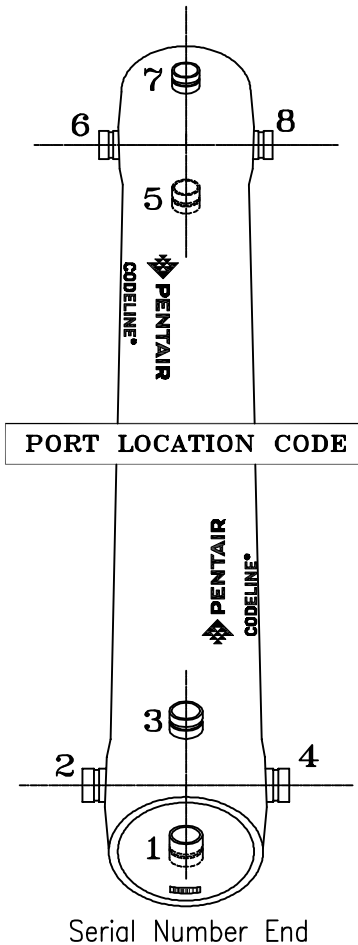 7
6
8
5
CODELINE®
PENTAIR
PORT LOCATION CODE
PENTAIR
CODELINE®
3
2
4
1
Serial Number End